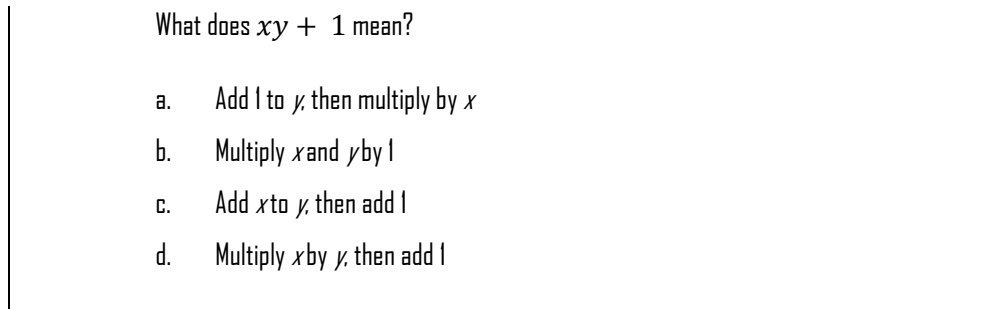 What does xy + 1 mean?
a. Add 1 to y, then multiply by x
b. Multiply x and y by 1
c. Add x to y, then add 1
d. Multiply x by y, then add 1